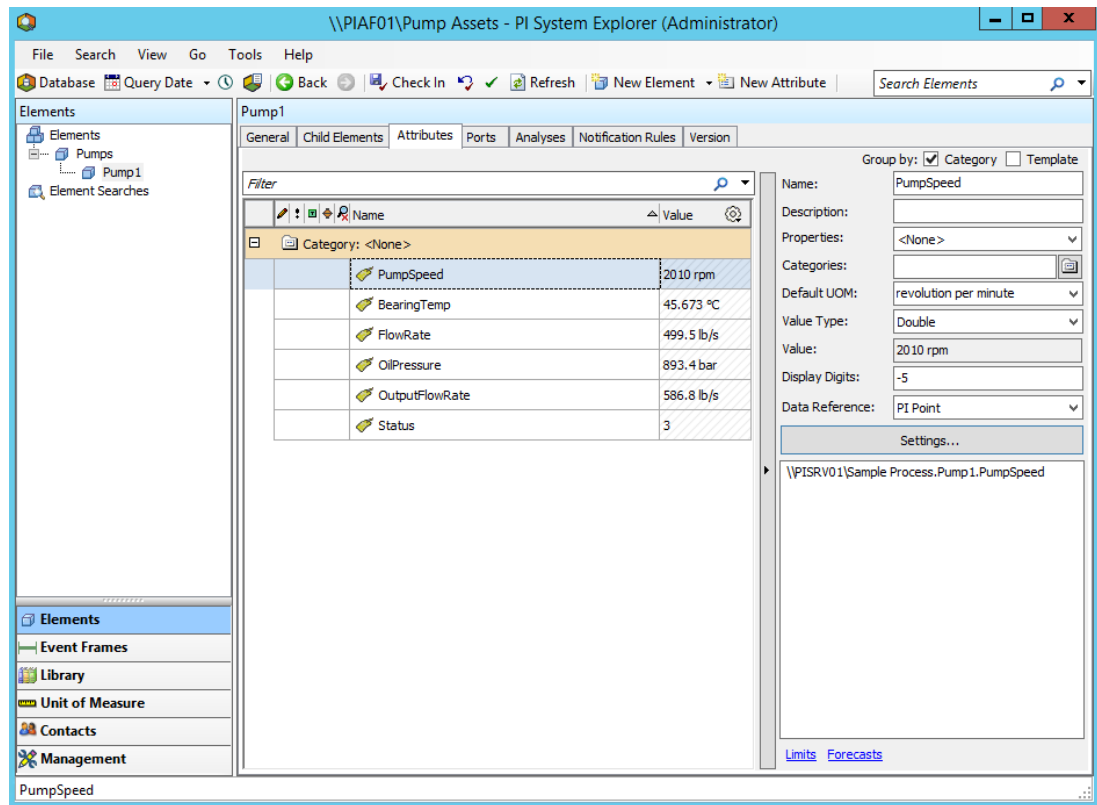 \\PIAF01\Pump Assets - PI System Explorer (Administrator)
File Search View Go Tools Help
Database Query Date Back Check In Refresh New Element New Attribute Search Elements
Elements
Elements
Pumps
Pump1
Element Searches
Elements
Event Frames
Library
Unit of Measure
Contacts
Management
Pump1
General Child Elements Attributes Ports Analyses Notification Rules Version
Group by: Category Template
Filter
Name Value
Category: <None>
PumpSpeed 2010 rpm
BearingTemp 45.673 °C
FlowRate 499.5 lb/s
OilPressure 893.4 bar
OutputFlowRate 586.8 lb/s
Status 3
Name: PumpSpeed
Description:
Properties: <None>
Categories:
Default UOM: revolution per minute
Value Type: Double
Value: 2010 rpm
Display Digits: -5
Data Reference: PI Point
Settings...
\\PISRV01\Sample Process.Pump1.PumpSpeed
Limits Forecasts
PumpSpeed